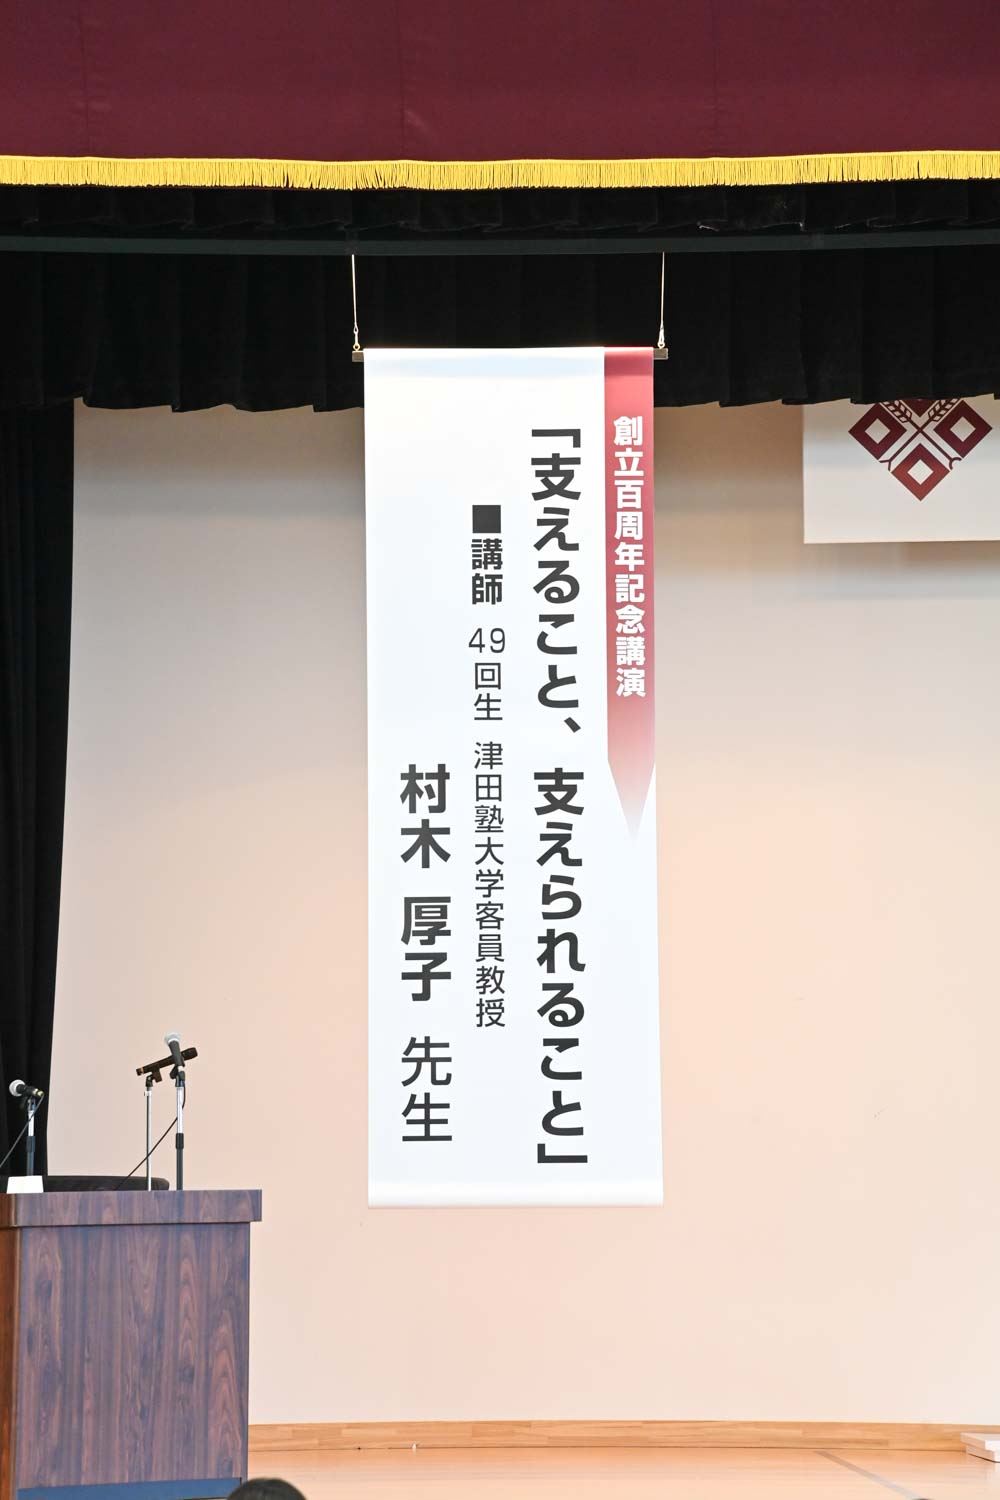 創立百周年記念講演
「支えること、支えられること」
■講師 49回生 津田塾大学客員教授
村木 厚子 先生